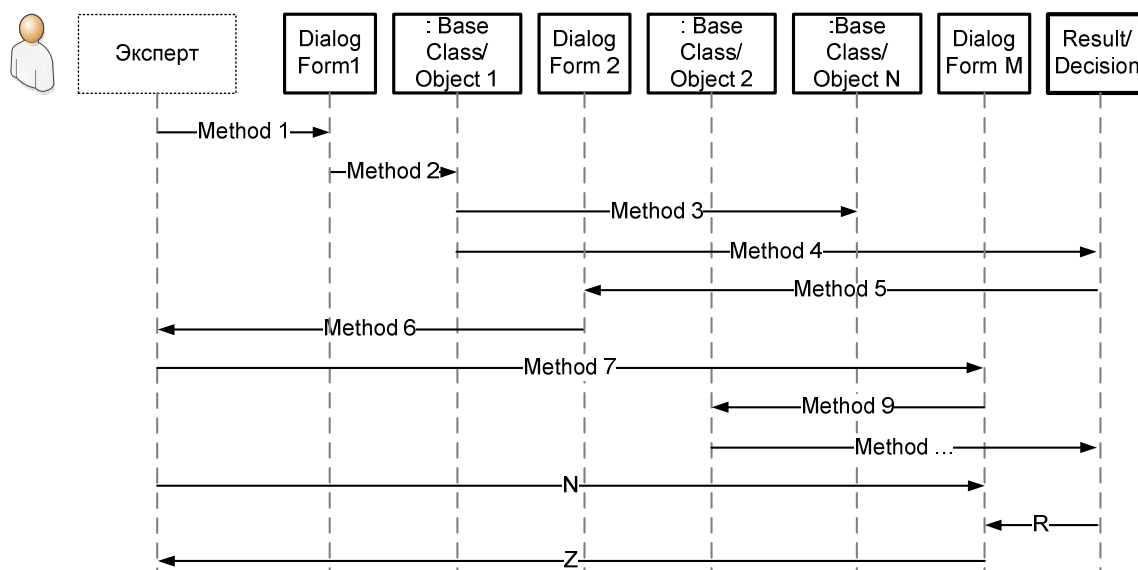 Эксперт
Dialog
Form1
: Base
Class/
Object 1
Dialog
Form 2
: Base
Class/
Object 2
:Base
Class/
Object N
Dialog
Form M
Result/
Decision
Method 1
Method 2
Method 3
Method 4
Method 5
Method 6
Method 7
Method 9
Method ...
N
R
Z